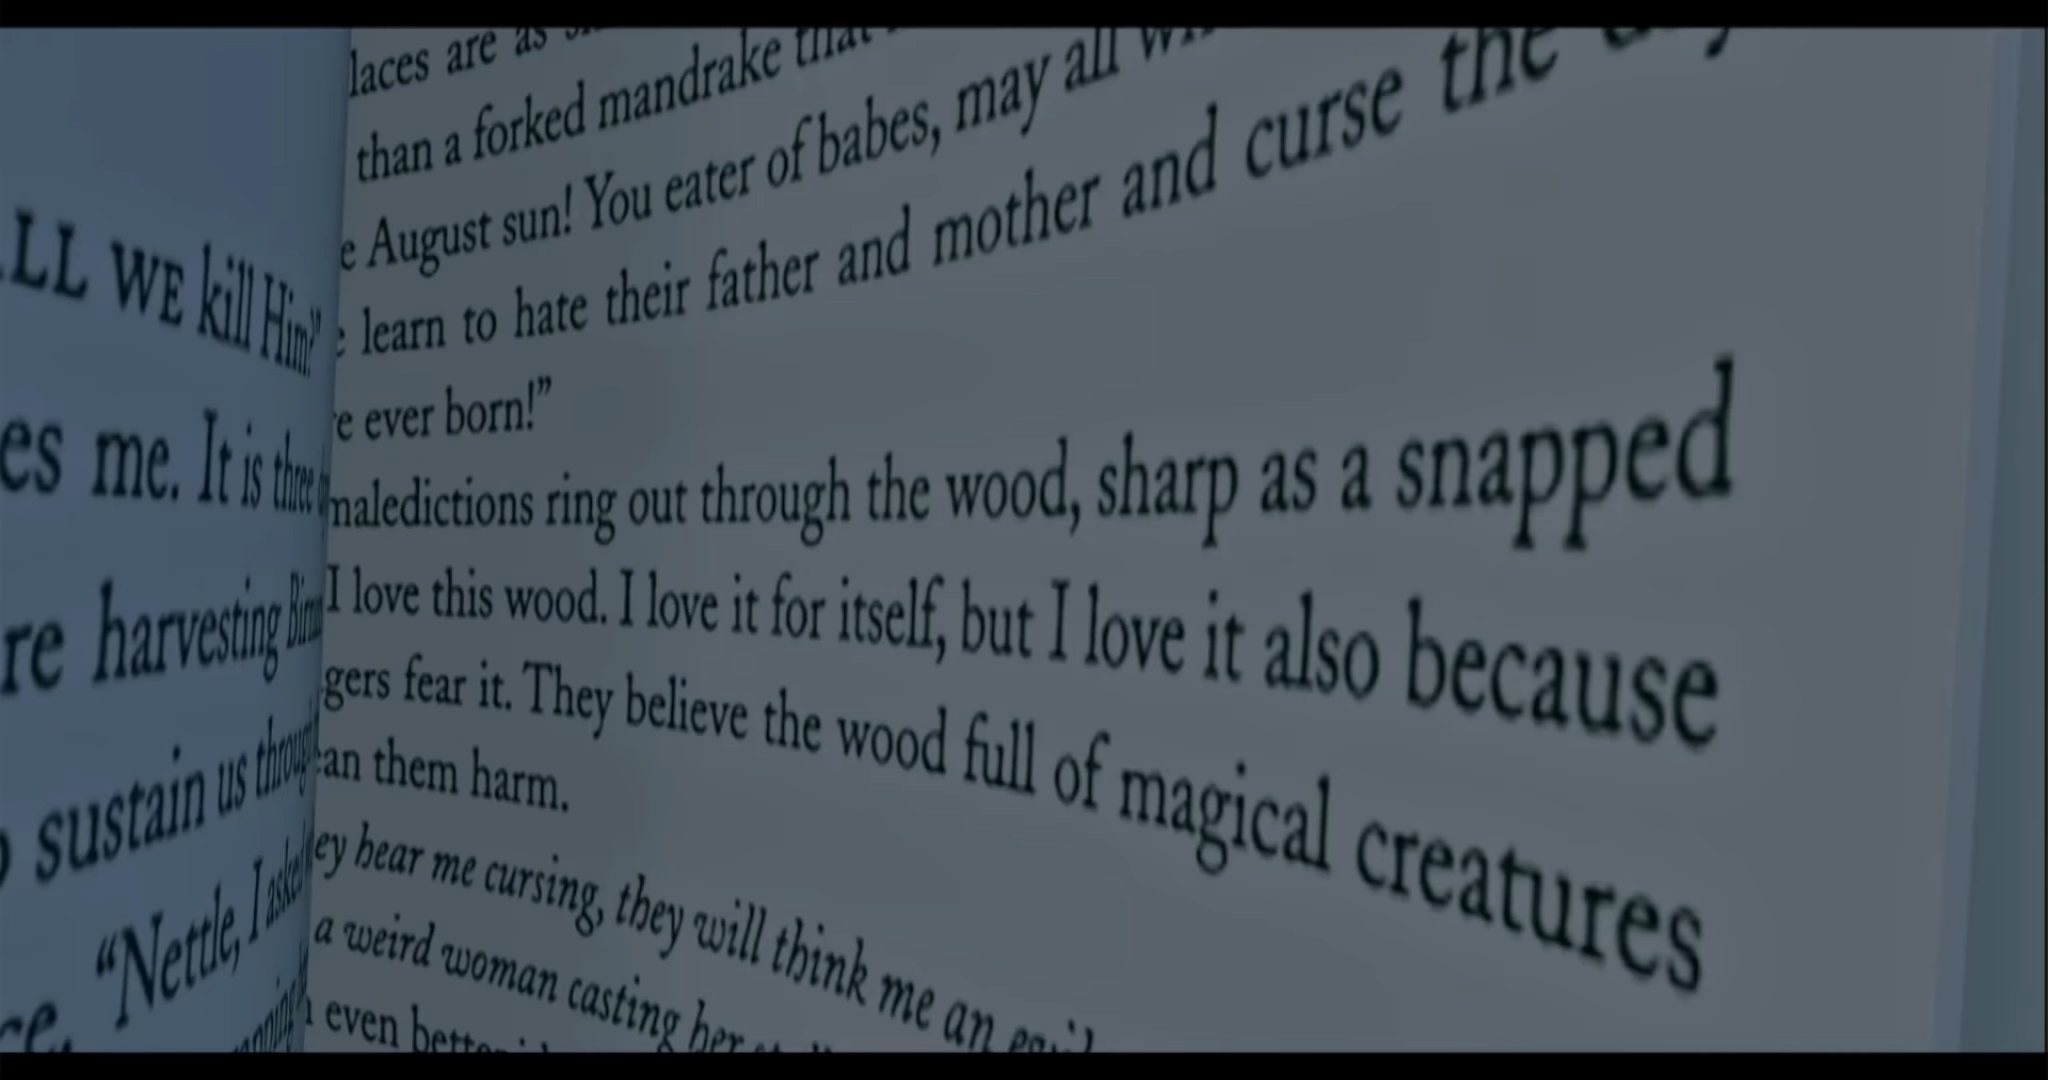 LL WE kill Him?"
es me. It is three
re harvesting
sustain us through
"Nettle, I asked
laces are as
than a forked mandrake that
e August sun! You eater of babes, may all
e learn to hate their father and mother and curse the
e ever born!”
maledictions ring out through the wood, sharp as a snapped
I love this wood. I love it for itself, but I love it also because
gers fear it. They believe the wood full of magical creatures
an them harm.
ey hear me cursing, they will think me an
a weird woman casting her
even